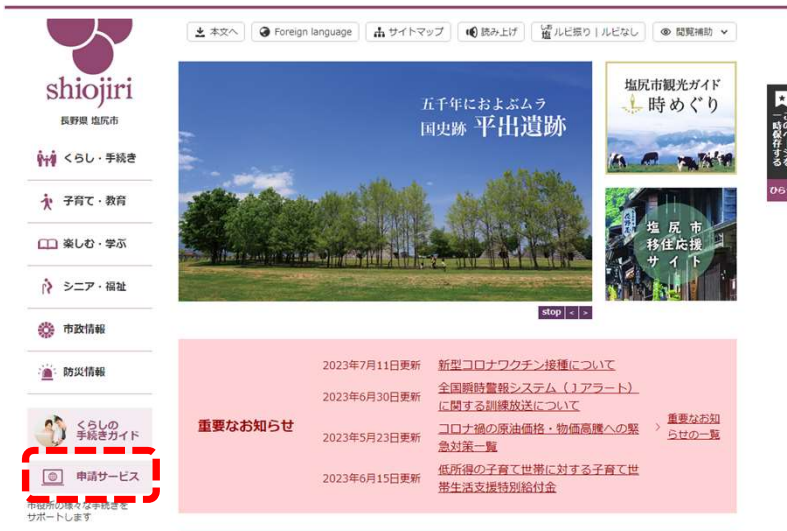 本文へ
Foreign language
サイトマップ
読み上げ
しお
塩 ルビ振り | ルビなし
閲覧補助
shiojiri
長野県 塩尻市
くらし・手続き
子育て・教育
楽しむ・学ぶ
シニア・福祉
市政情報
防災情報
くらしの
手続きガイド
申請サービス
市役所の様々な手続きを
サポートします
五千年におよぶムラ
国史跡 平出遺跡
stop < >
塩尻市観光ガイド
時めぐり
塩尻市
移住応援
サイト
このページを
一時保存する
ひら
重要なお知らせ
2023年7月11日更新 新型コロナワクチン接種について
2023年6月30日更新 全国瞬時警報システム（Jアラート）
に関する訓練放送について
2023年5月23日更新 コロナ禍の原油価格・物価高騰への緊
急対策一覧
2023年6月15日更新 低所得の子育て世帯に対する子育て世
帯生活支援特別給付金
重要なお知
らせの一覧